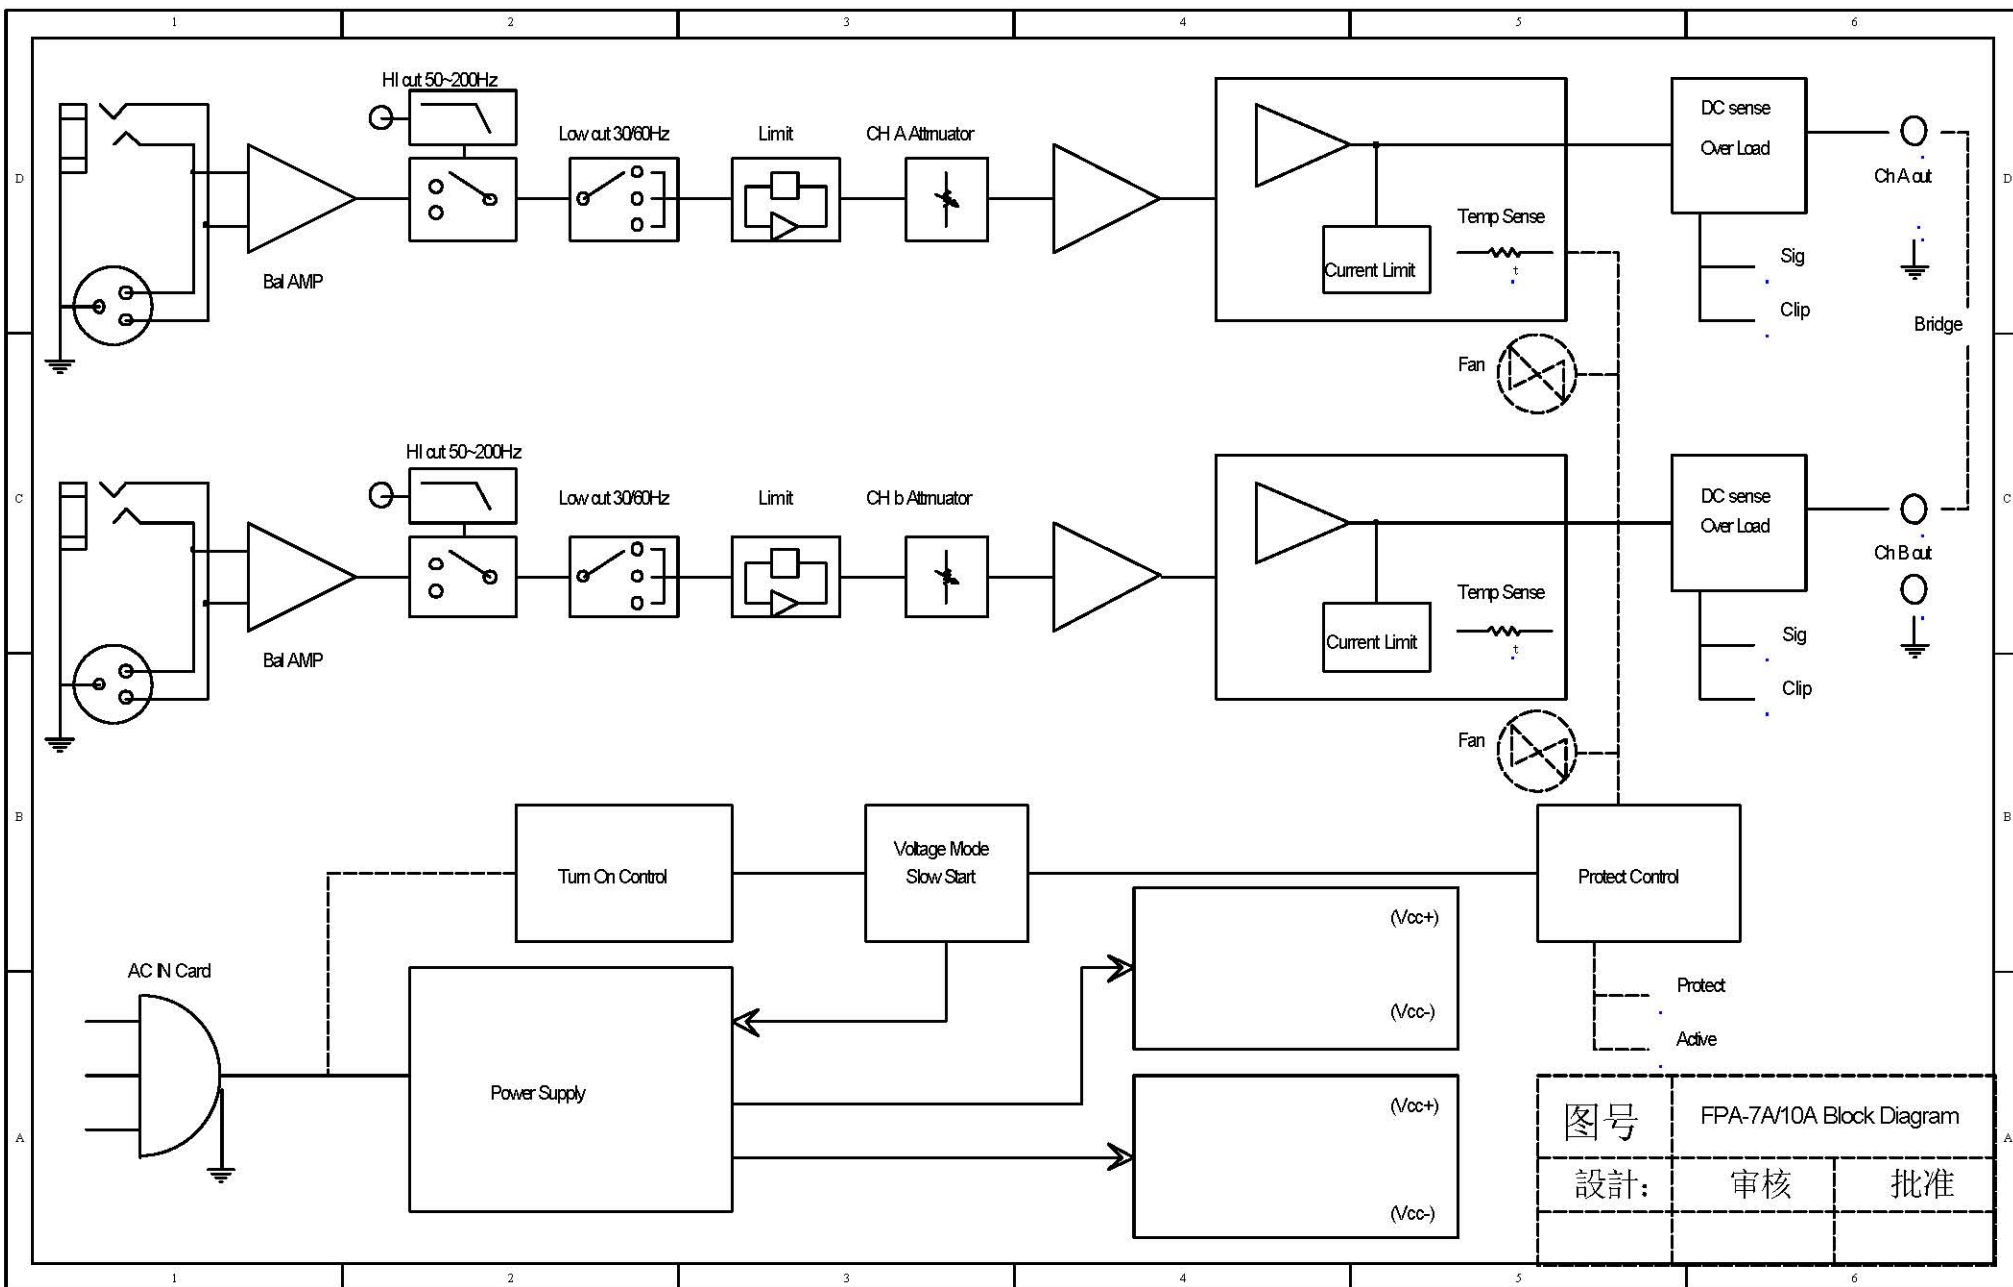 1 2 3 4 5 6
HI cut 50~200Hz
Low cut 30/60Hz
Limit
CH A Attrnuator
DC sense
Over Load
D
D
Ch A out
Temp Sense
t
Current Limit
Sig
Bal AMP
Clip
Bridge
Fan
HI cut 50~200Hz
Low cut 30/60Hz
Limit
CH b Attrnuator
DC sense
Over Load
C
C
Ch B out
Temp Sense
t
Current Limit
Sig
Bal AMP
Clip
Fan
B
B
Turn On Control
Voltage Mode
Slow Start
Protect Control
(Vcc+)
AC IN Card
(Vcc-)
Protect
Active
Power Supply
(Vcc+)
(Vcc-)
A
A
图号
FPA-7A/10A Block Diagram
設計:
审核
批准
1 2 3 4 5 6